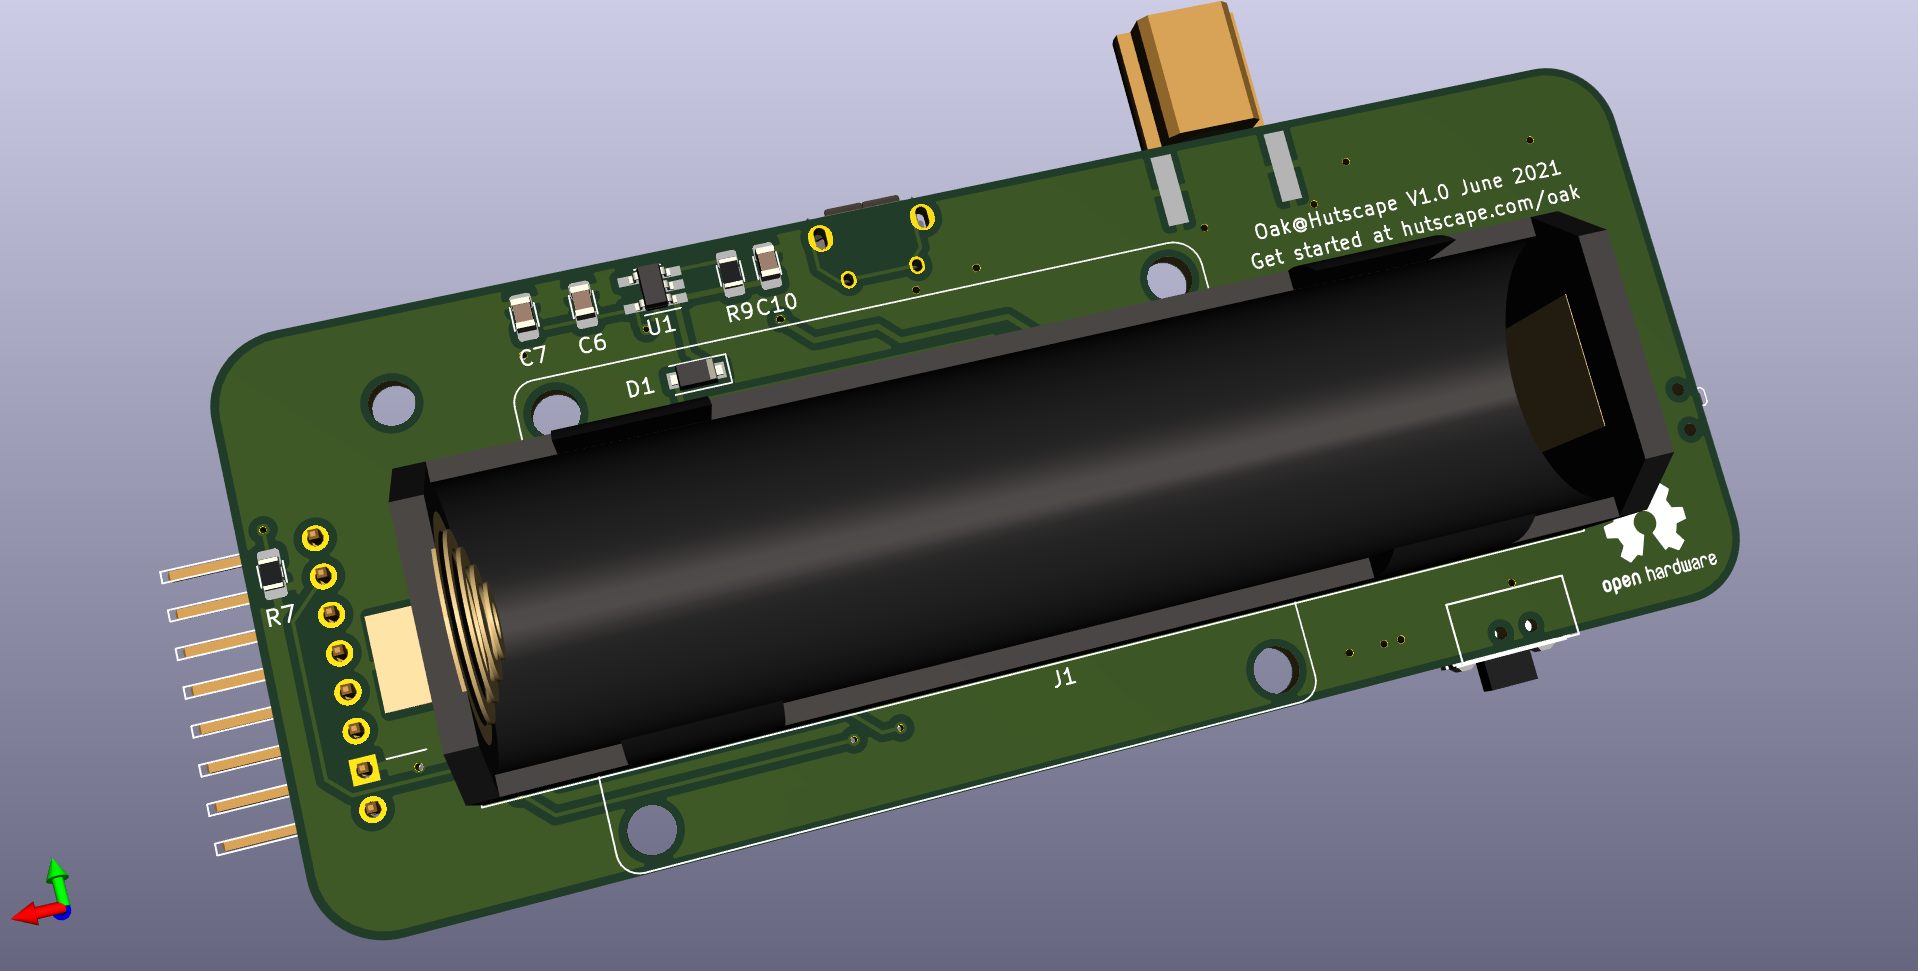 Oak@Hutscape V1.0 June 2021
Get started at hutscape.com/oak
R9
C10
U1
C6
C7
D1
R7
J1
open hardware